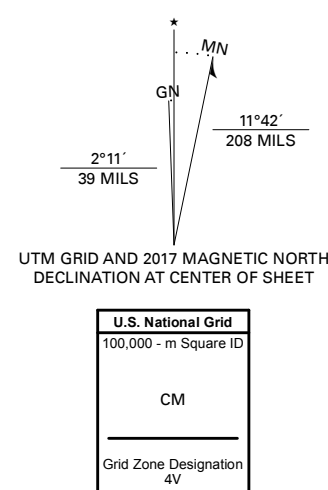 ★
MN
GN
11°42´
208 MILS
2°11´
39 MILS
UTM GRID AND 2017 MAGNETIC NORTH
DECLINATION AT CENTER OF SHEET
U.S. National Grid
100,000 - m Square ID
CM
Grid Zone Designation
4V